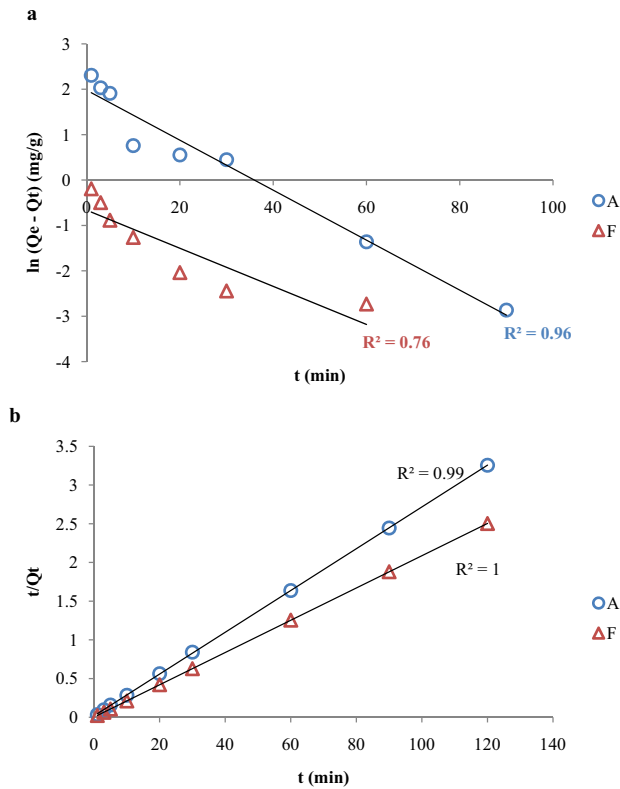 a
3
2
1
0
-1
-2
-3
-4
20
40
60
80
100
ln (Qe - Qt) (mg/g)
t (min)
R² = 0.76
R² = 0.96
A
F
b
3.5
3
2.5
2
1.5
1
0.5
0
0
20
40
60
80
100
120
140
t/Qt
t (min)
R² = 0.99
R² = 1
A
F